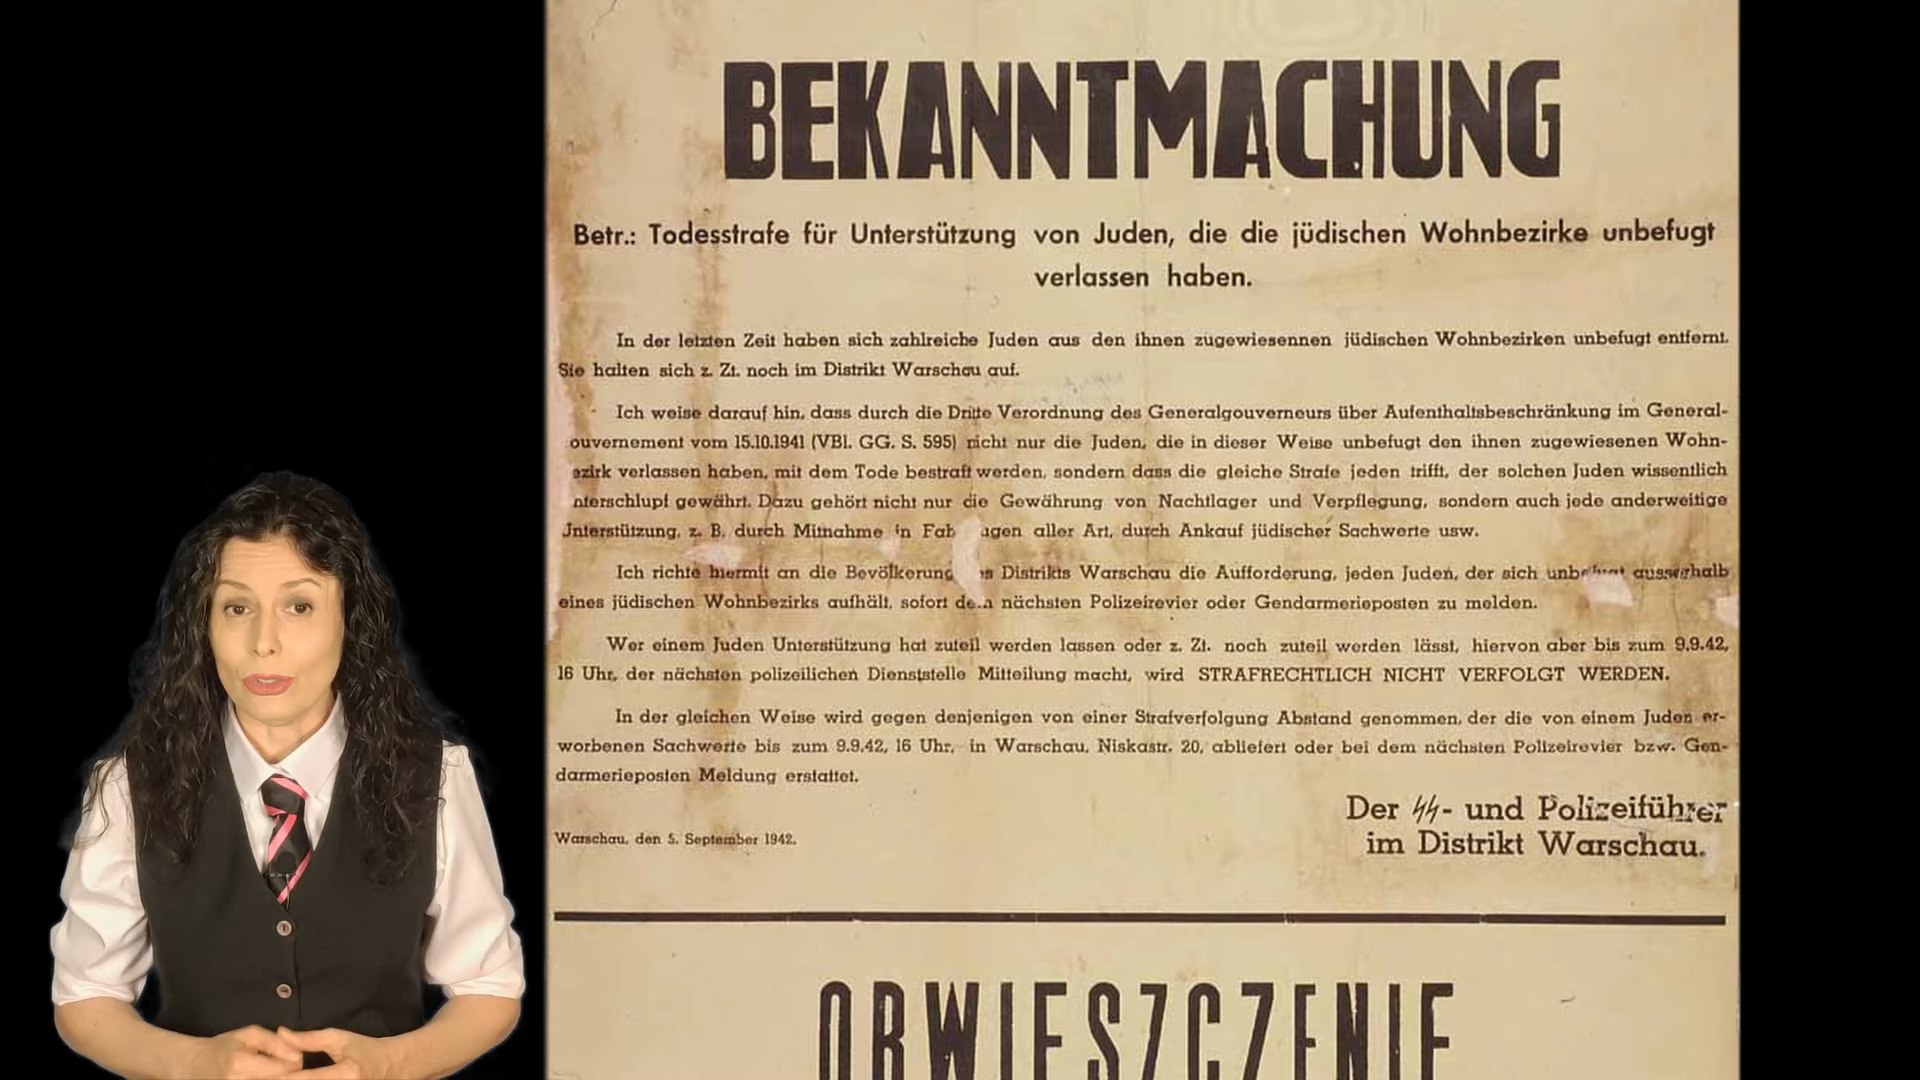 BEKANNTMACHUNG
Betr.: Todesstrafe für Unterstützung von Juden, die die jüdischen Wohnbezirke unbefugt
verlassen haben.
In der letzten Zeit haben sich zahlreiche Juden aus den ihnen zugewiesennen jüdischen Wohnbezirken unbefugt entfernt.
Sie halten sich z. Zt. noch im Distrikt Warschau auf.
Ich weise darauf hin, dass durch die Dritte Verordnung des Generalgouverneurs über Aufenthaltsbeschränkung im General-
ouvernement vom 15.10.1941 (VBl. GG. S. 595) nicht nur die Juden, die in dieser Weise unbefugt den ihnen zugewiesenen Wohn-
ezirk verlassen haben, mit dem Tode bestraft werden, sondern dass die gleiche Strafe jeden trifft, der solchen Juden wissentlich
nterschlupf gewährt. Dazu gehört nicht nur die Gewährung von Nachtlager und Verpflegung, sondern auch jede anderweitige
Unterstützung, z. B. durch Mitnahme in Fah ugen aller Art, durch Ankauf jüdischer Sachwerte usw.
Ich richte hiermit an die Bevölkerung es Distrikts Warschau die Aufforderung, jeden Juden, der sich unbefugt ausserhalb
eines jüdischen Wohnbezirks aufhält, sofort dem nächsten Polizeirevier oder Gendarmerieposten zu melden.
Wer einem Juden Unterstützung hat zuteil werden lassen oder z. Zt. noch zuteil werden lässt, hiervon aber bis zum 9.9.42,
16 Uhr, der nächsten polizeilichen Dienststelle Mitteilung macht, wird STRAFRECHTLICH NICHT VERFOLGT WERDEN.
In der gleichen Weise wird gegen denjenigen von einer Strafverfolgung Abstand genommen, der die von einem Juden er-
worbenen Sachwerte bis zum 9.9.42, 16 Uhr, in Warschau, Niskastr. 20, abliefert oder bei dem nächsten Polizeirevier bzw. Gen-
darmerieposten Meldung erstattet.
Warschau, den 5. September 1942.
Der SS- und Polizeiführer
im Distrikt Warschau.
OBWIESZCZENIE